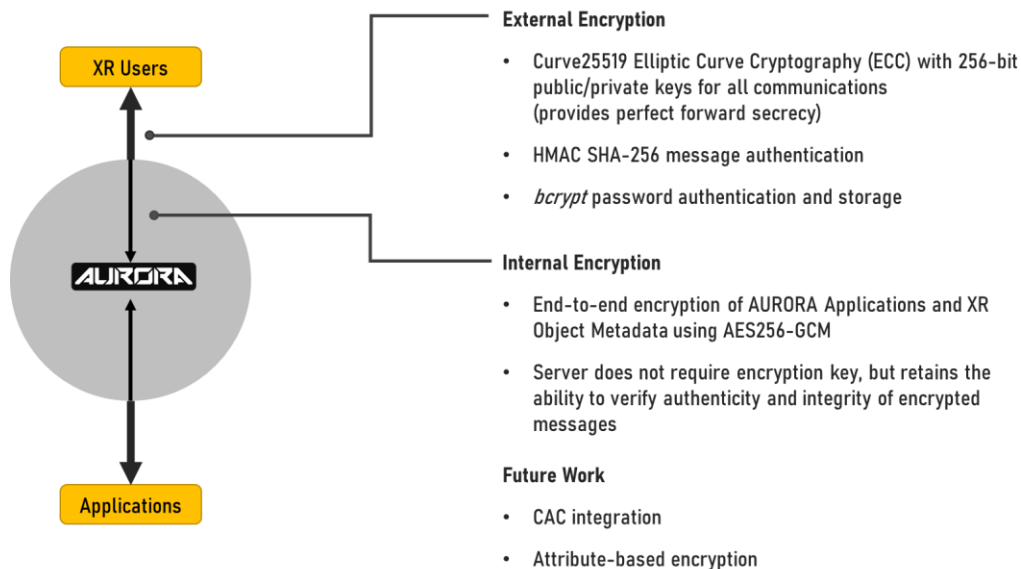 XR Users
AURORA
Applications
External Encryption
• Curve25519 Elliptic Curve Cryptography (ECC) with 256-bit
public/private keys for all communications
(provides perfect forward secrecy)
• HMAC SHA-256 message authentication
• bcrypt password authentication and storage
Internal Encryption
• End-to-end encryption of AURORA Applications and XR
Object Metadata using AES256-GCM
• Server does not require encryption key, but retains the
ability to verify authenticity and integrity of encrypted
messages
Future Work
• CAC integration
• Attribute-based encryption